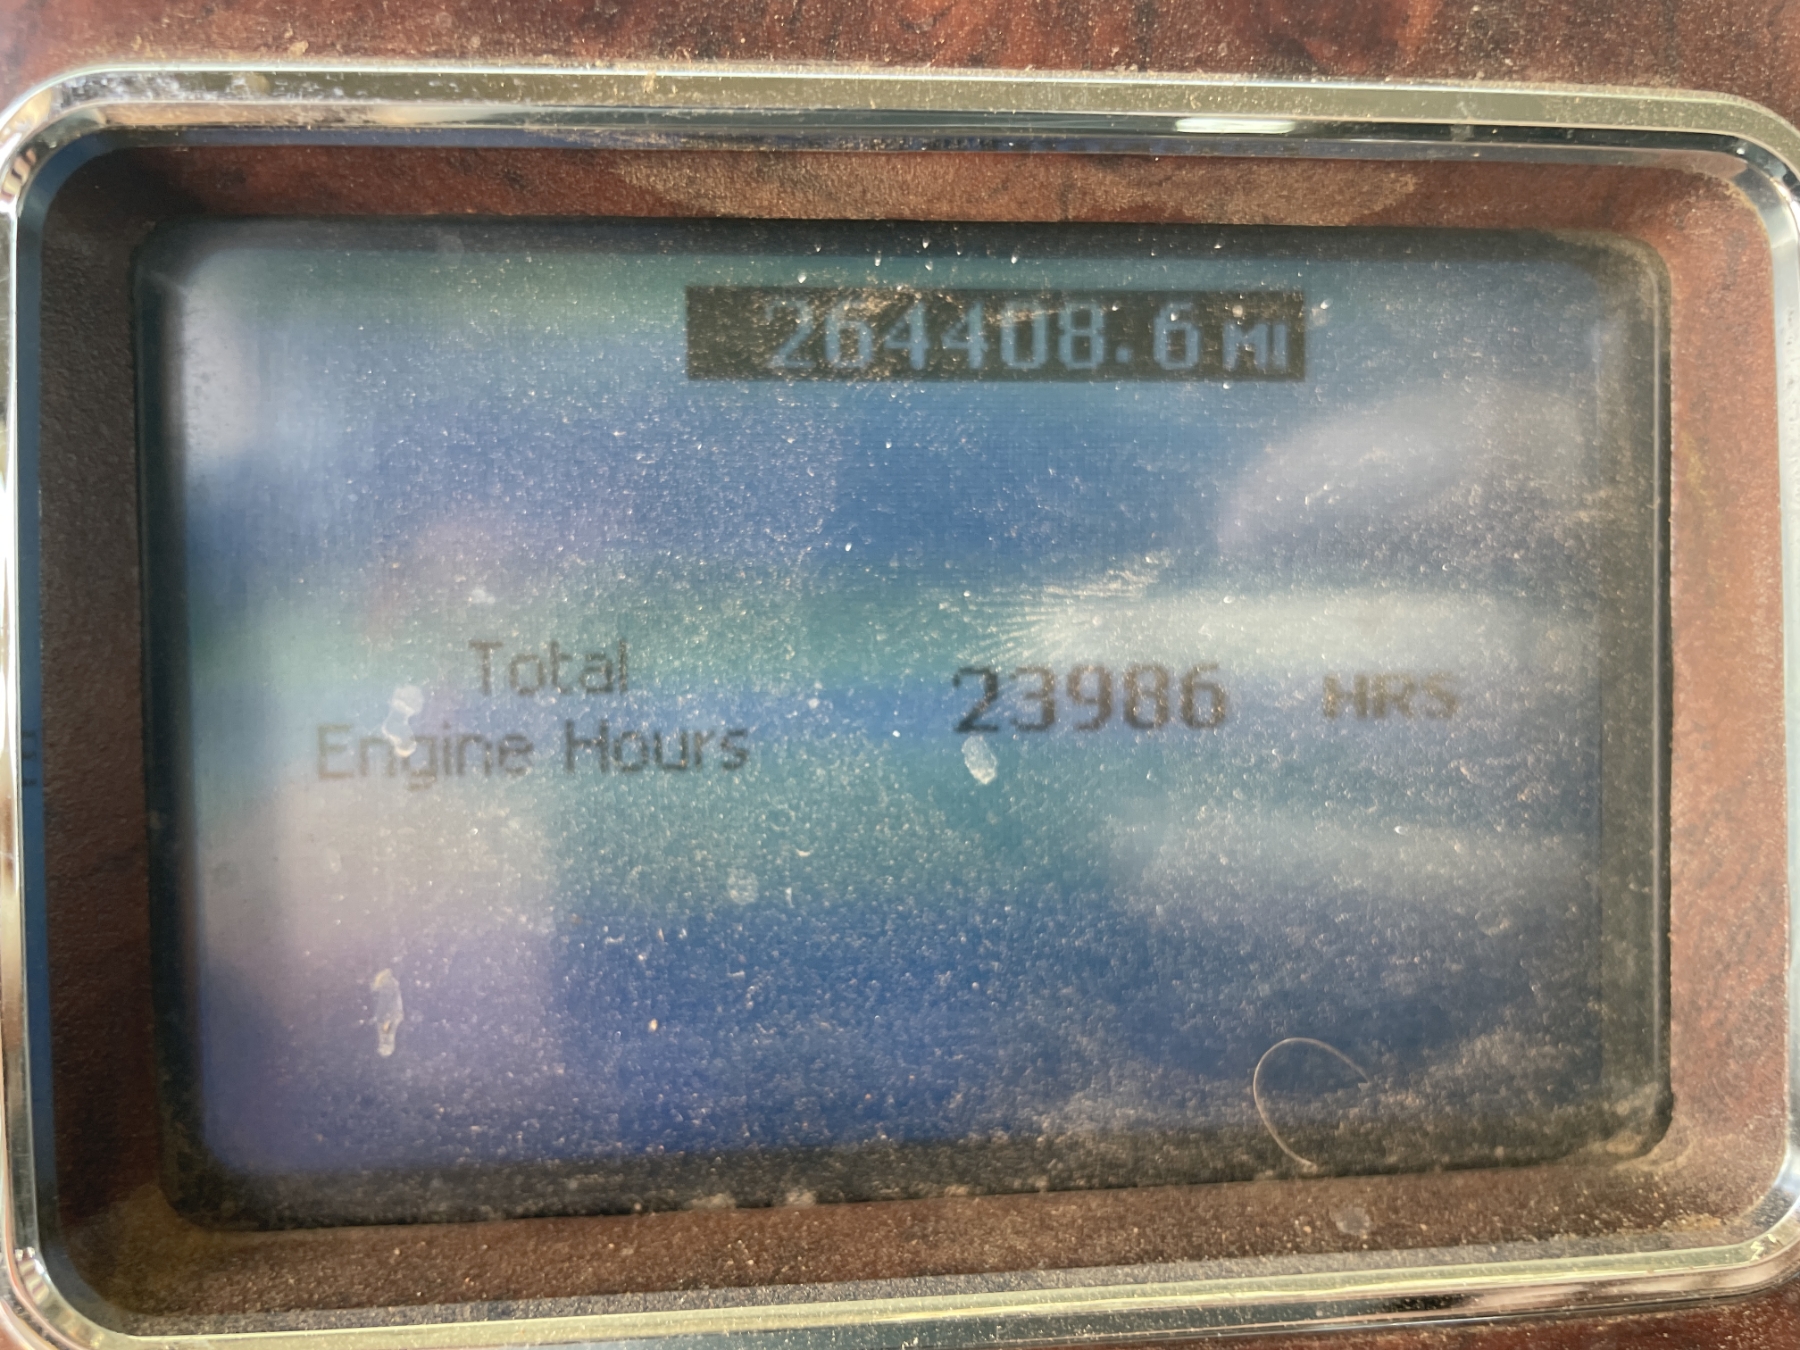 264408.6 MI
Total
Engine Hours
23986 HRS